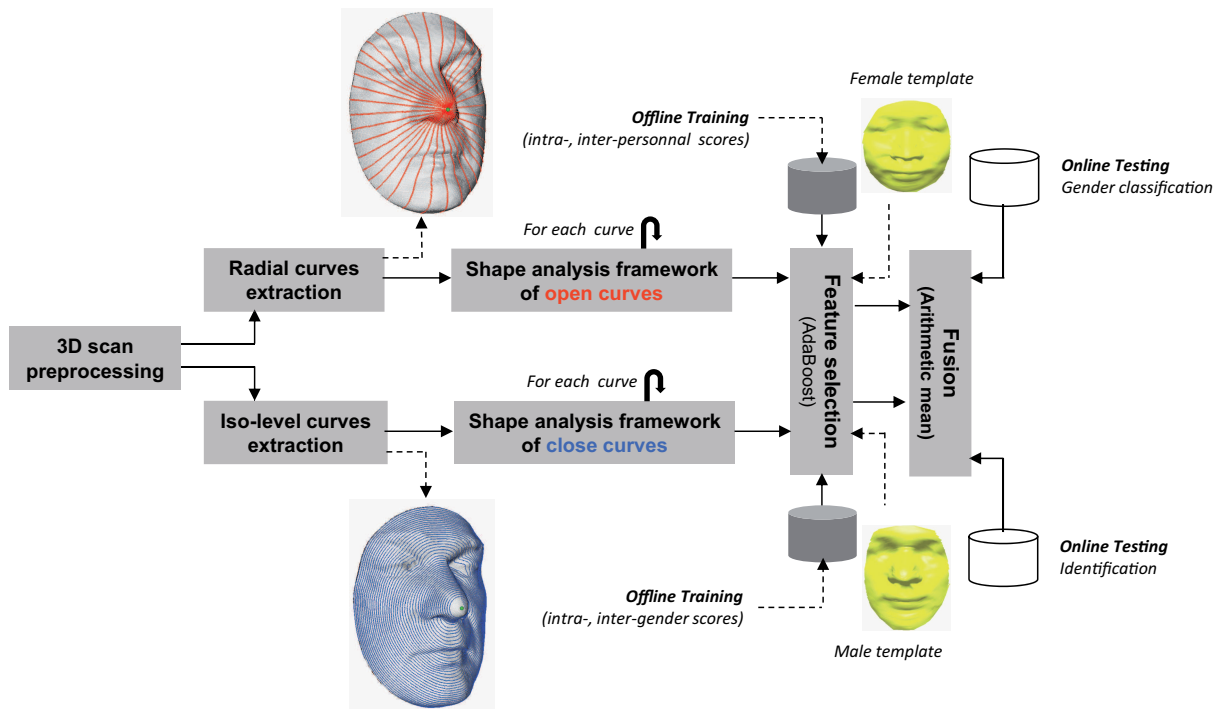 Female template
Offline Training
(intra-, inter-personnal scores)
Online Testing
Gender classification
For each curve
Radial curves
extraction
Shape analysis framework
of open curves
3D scan
preprocessing
Feature selection
(AdaBoost)
Fusion
(Arithmetic mean)
For each curve
Iso-level curves
extraction
Shape analysis framework
of close curves
Online Testing
Identification
Offline Training
(intra-, inter-gender scores)
Male template